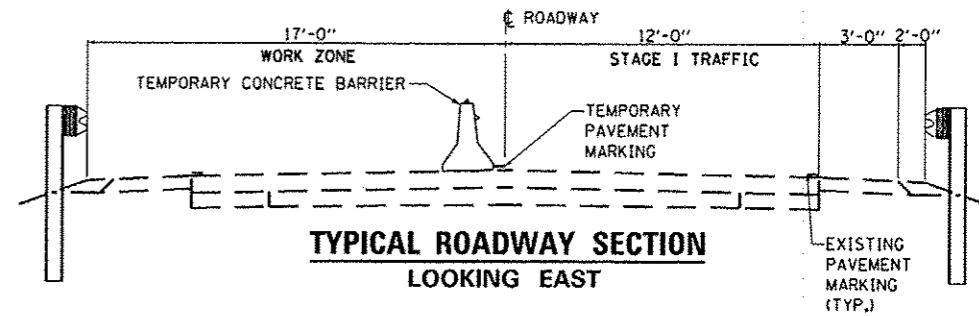 ℄ ROADWAY
17'-0"
12'-0"
3'-0"
2'-0"
WORK ZONE
STAGE I TRAFFIC
TEMPORARY CONCRETE BARRIER
TEMPORARY
PAVEMENT
MARKING
TYPICAL ROADWAY SECTION
LOOKING EAST
EXISTING
PAVEMENT
MARKING
(TYP.)